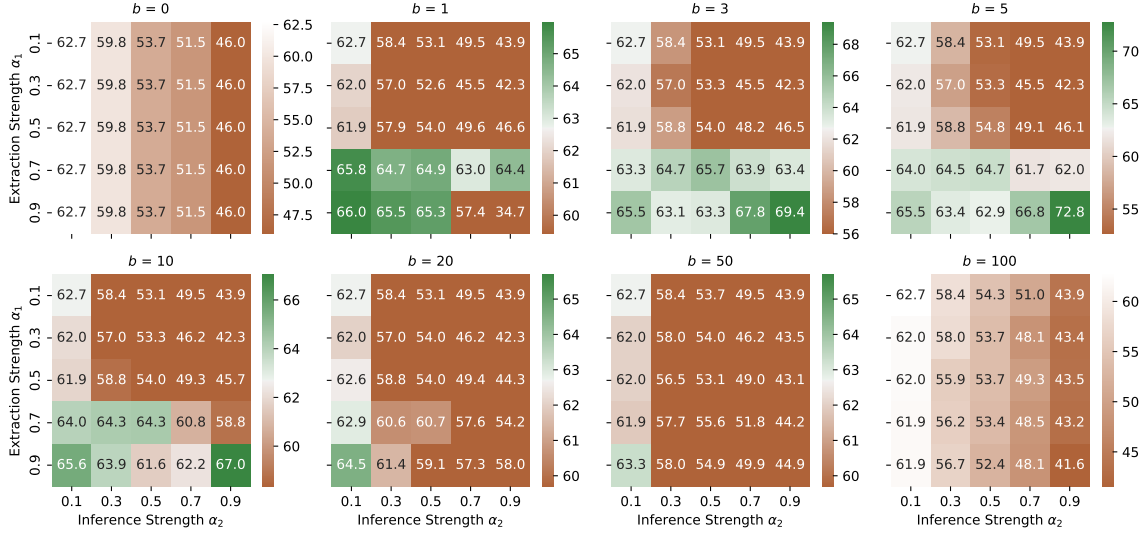 b = 0
b = 1
b = 3
b = 5
Extraction Strength α₁
0.1
0.3
0.5
0.7
0.9
62.7 59.8 53.7 51.5 46.0
62.7 59.8 53.7 51.5 46.0
62.7 59.8 53.7 51.5 46.0
62.7 59.8 53.7 51.5 46.0
62.7 59.8 53.7 51.5 46.0
62.5
60.0
57.5
55.0
52.5
50.0
47.5
62.7 58.4 53.1 49.5 43.9
62.0 57.0 52.6 45.5 42.3
61.9 57.9 54.0 49.6 46.6
65.8 64.7 64.9 63.0 64.4
66.0 65.5 65.3 57.4 34.7
65
64
63
62
61
60
62.7 58.4 53.1 49.5 43.9
62.0 57.0 53.3 45.5 42.3
61.9 58.8 54.0 48.2 46.5
63.3 64.7 65.7 63.9 63.4
65.5 63.1 63.3 67.8 69.4
68
66
64
62
60
58
56
62.7 58.4 53.1 49.5 43.9
62.0 57.0 53.3 45.5 42.3
61.9 58.8 54.8 49.1 46.1
64.0 64.5 64.7 61.7 62.0
65.5 63.4 62.9 66.8 72.8
70
65
60
55
b = 10
b = 20
b = 50
b = 100
Extraction Strength α₁
0.1
0.3
0.5
0.7
0.9
62.7 58.4 53.1 49.5 43.9
62.0 57.0 53.3 46.2 42.3
61.9 58.8 54.0 49.3 45.7
64.0 64.3 64.3 60.8 58.8
65.6 63.9 61.6 62.2 67.0
66
64
62
60
0.1 0.3 0.5 0.7 0.9
Inference Strength α₂
62.7 58.4 53.1 49.5 43.9
62.0 57.0 54.0 46.2 42.3
62.6 58.8 54.0 49.4 44.3
62.9 60.6 60.7 57.6 54.2
64.5 61.4 59.1 57.3 58.0
65
64
63
62
61
60
0.1 0.3 0.5 0.7 0.9
Inference Strength α₂
62.7 58.4 53.7 49.5 43.9
62.0 58.0 54.0 46.2 43.5
62.0 56.5 53.1 49.0 43.1
61.9 57.7 55.6 51.8 44.2
63.3 58.0 54.9 49.9 44.9
65
64
63
62
61
60
0.1 0.3 0.5 0.7 0.9
Inference Strength α₂
62.7 58.4 54.3 51.0 43.9
62.0 58.0 53.7 48.1 43.4
62.0 55.9 53.7 49.3 43.5
61.9 56.2 53.4 48.5 43.2
61.9 56.7 52.4 48.1 41.6
60
55
50
45
0.1 0.3 0.5 0.7 0.9
Inference Strength α₂